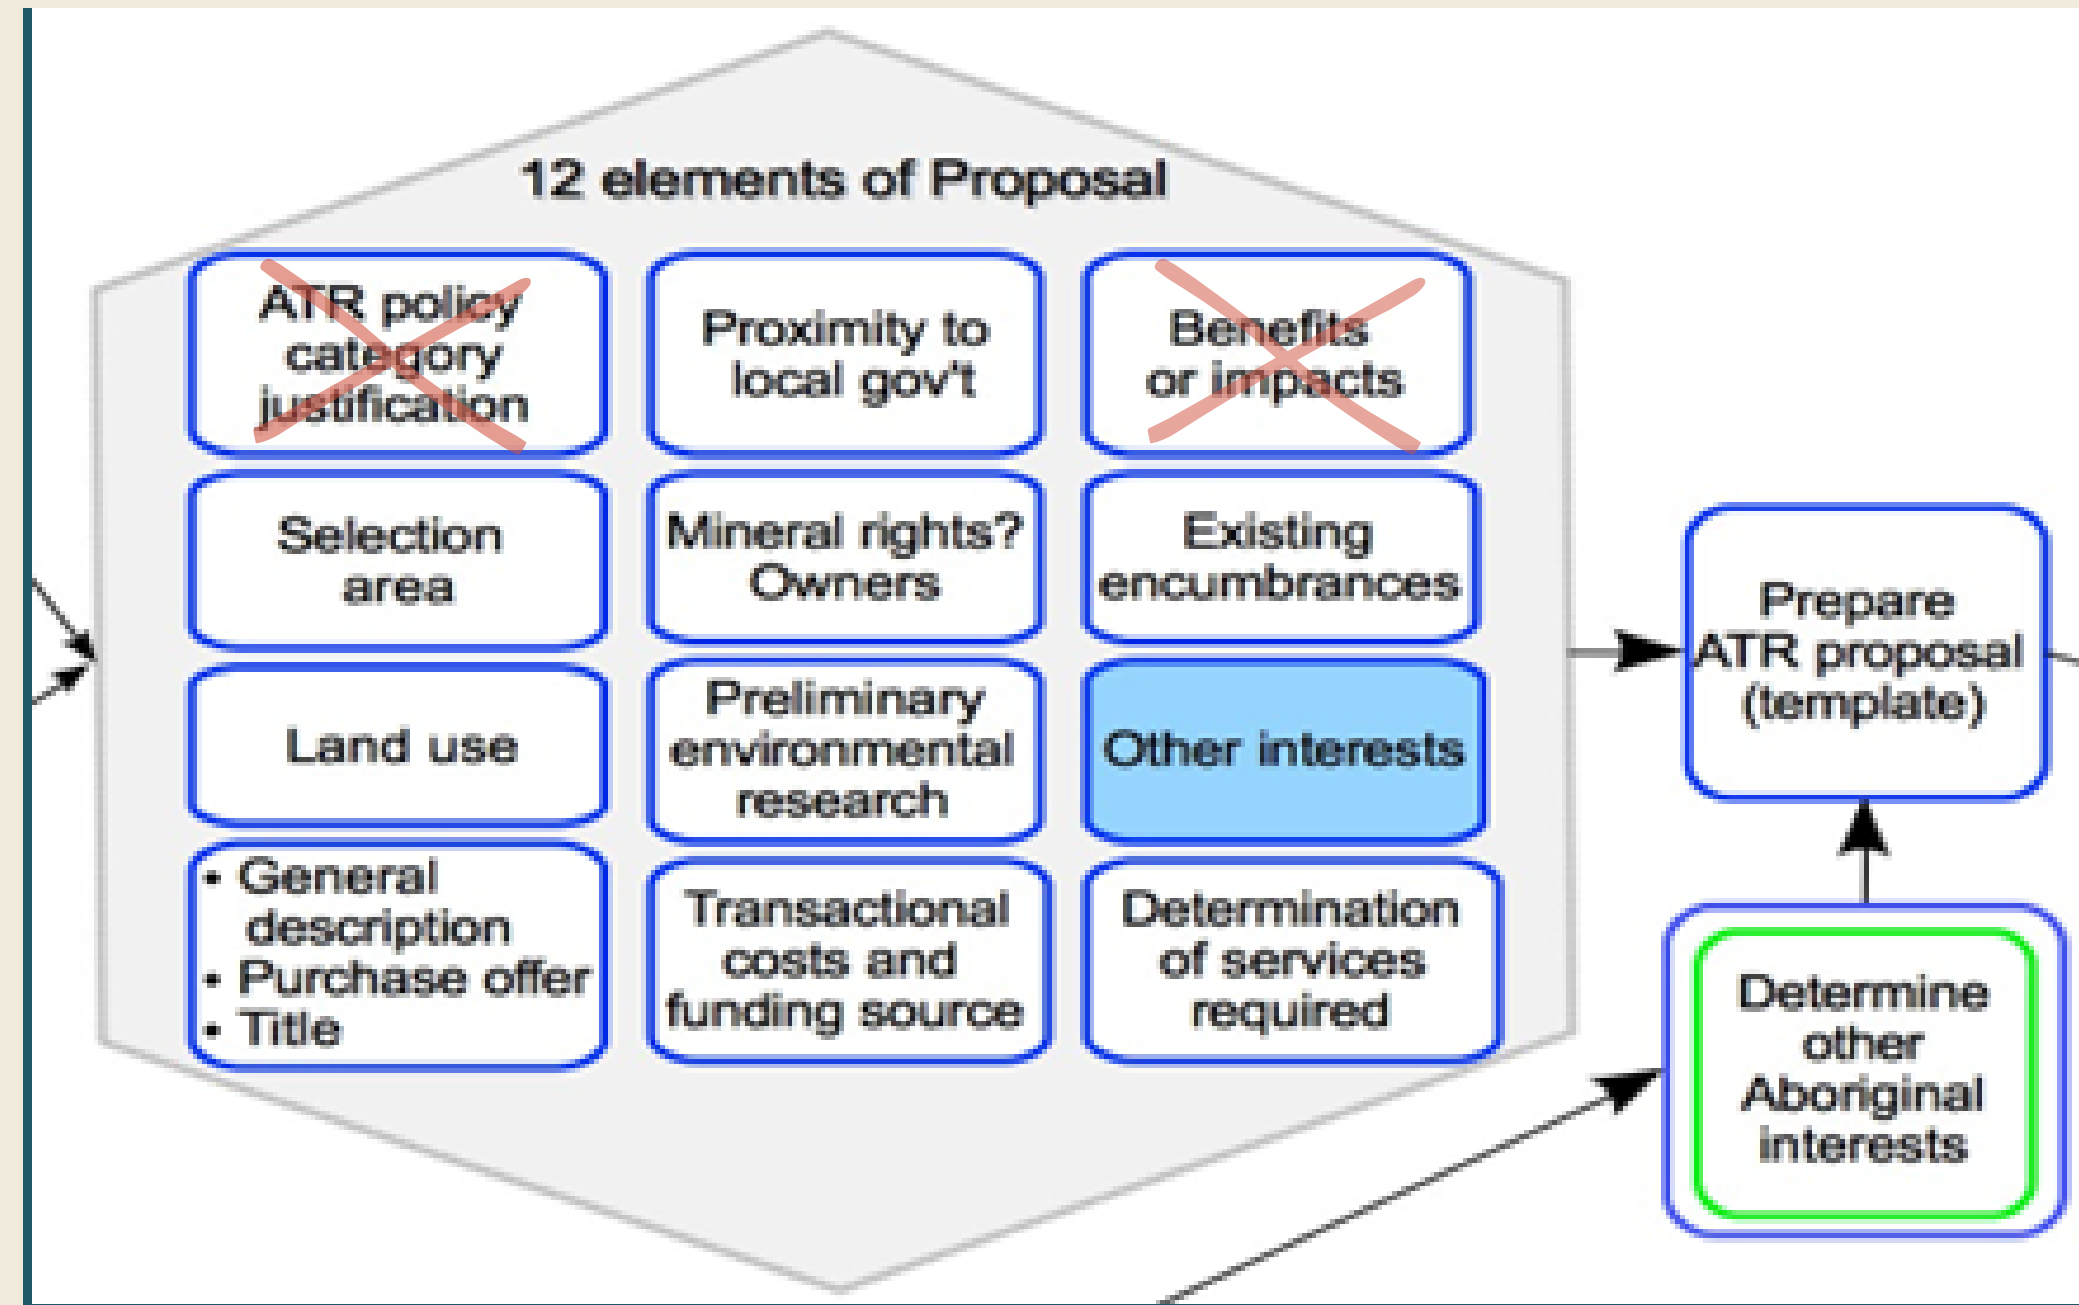 12 elements of Proposal
ATR policy
category
justification
Proximity to
local gov't
Benefits
or impacts
Selection
area
Mineral rights?
Owners
Existing
encumbrances
Land use
Preliminary
environmental
research
Other interests
• General
description
• Purchase offer
• Title
Transactional
costs and
funding source
Determination
of services
required
Prepare
ATR proposal
(template)
Determine
other
Aboriginal
interests